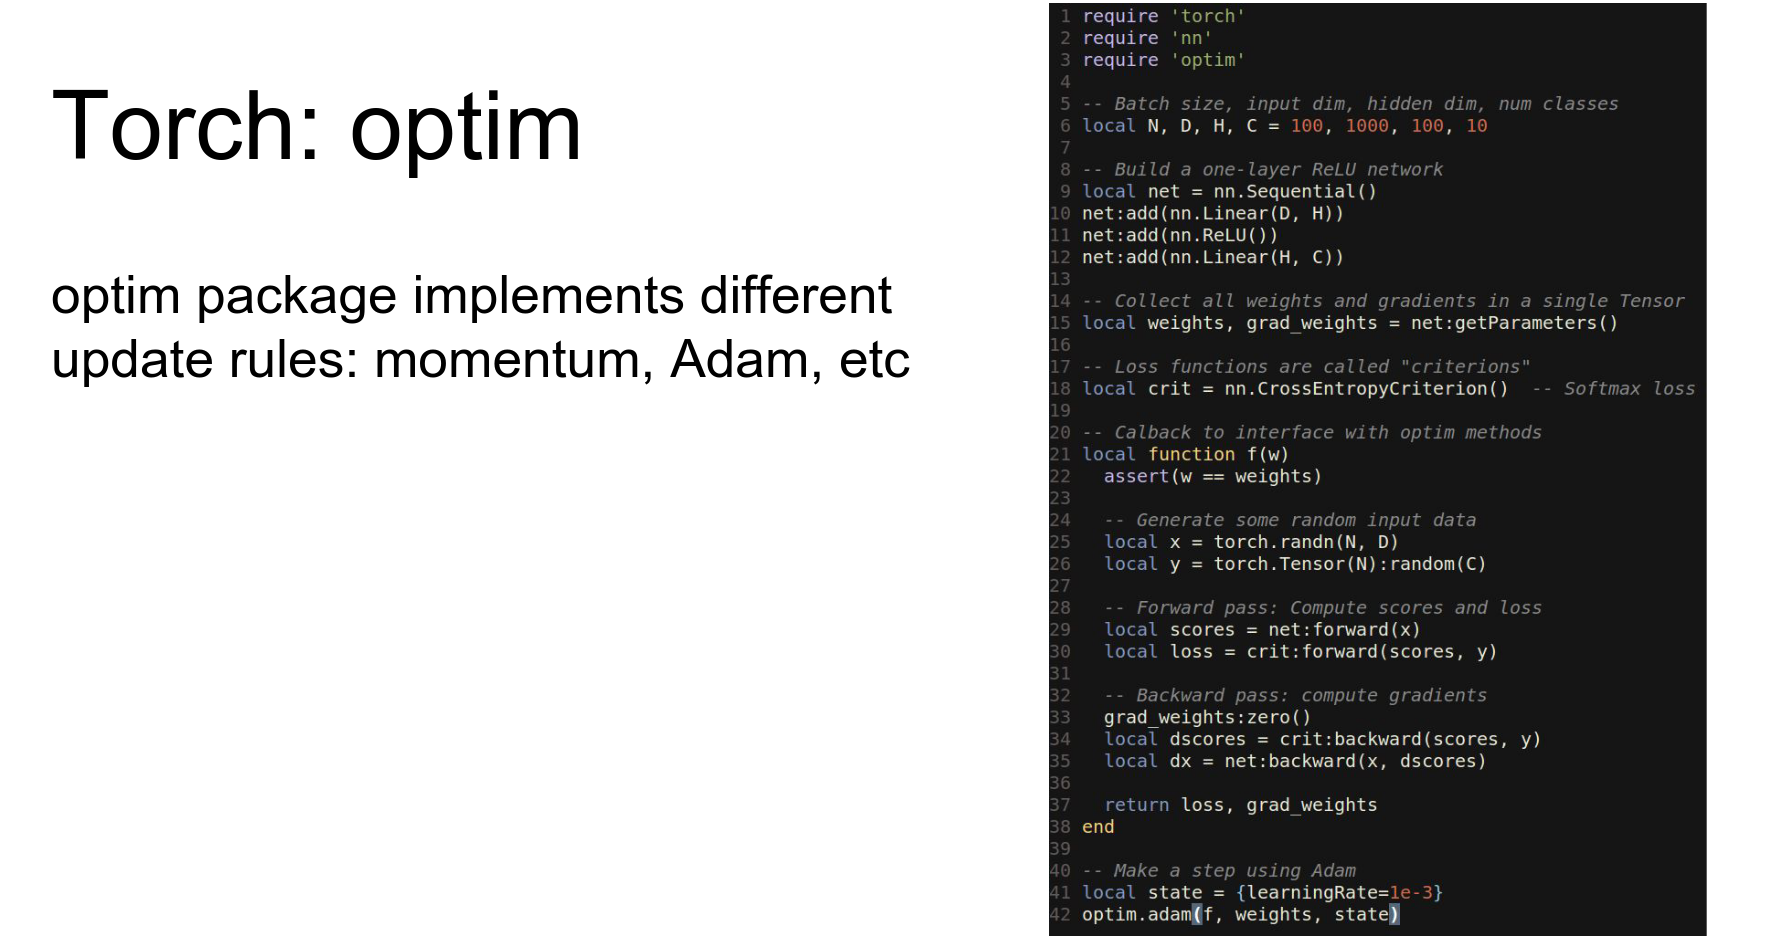 Torch: optim
optim package implements different
update rules: momentum, Adam, etc
1 require 'torch'
2 require 'nn'
3 require 'optim'
4
5 -- Batch size, input dim, hidden dim, num classes
6 local N, D, H, C = 100, 1000, 100, 10
7
8 -- Build a one-layer ReLU network
9 local net = nn.Sequential()
10 net:add(nn.Linear(D, H))
11 net:add(nn.ReLU())
12 net:add(nn.Linear(H, C))
13
14 -- Collect all weights and gradients in a single Tensor
15 local weights, grad_weights = net:getParameters()
16
17 -- Loss functions are called "criterions"
18 local crit = nn.CrossEntropyCriterion()  -- Softmax loss
19
20 -- Calback to interface with optim methods
21 local function f(w)
22   assert(w == weights)
23
24   -- Generate some random input data
25   local x = torch.randn(N, D)
26   local y = torch.Tensor(N):random(C)
27
28   -- Forward pass: Compute scores and loss
29   local scores = net:forward(x)
30   local loss = crit:forward(scores, y)
31
32   -- Backward pass: compute gradients
33   grad_weights:zero()
34   local dscores = crit:backward(scores, y)
35   local dx = net:backward(x, dscores)
36
37   return loss, grad_weights
38 end
39
40 -- Make a step using Adam
41 local state = {learningRate=1e-3}
42 optim.adam(f, weights, state)